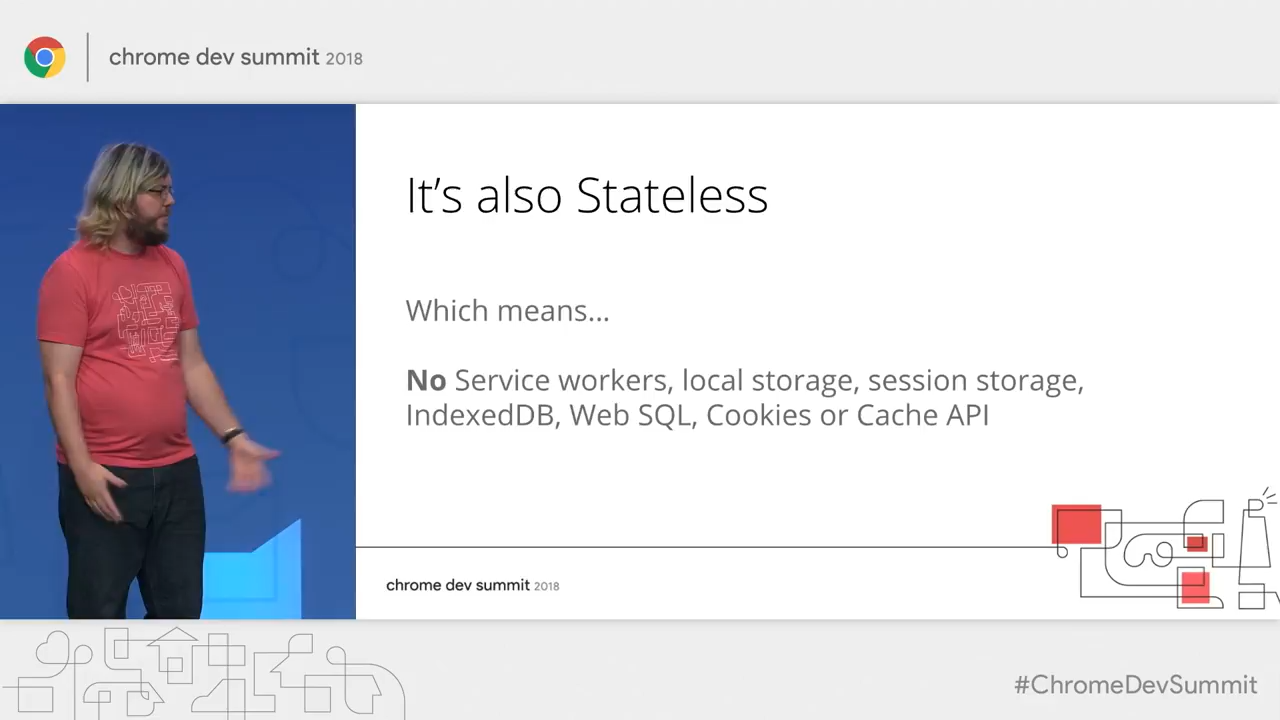 chrome dev summit 2018
It's also Stateless
Which means...
No Service workers, local storage, session storage,
IndexedDB, Web SQL, Cookies or Cache API
chrome dev summit 2018
#ChromeDevSummit